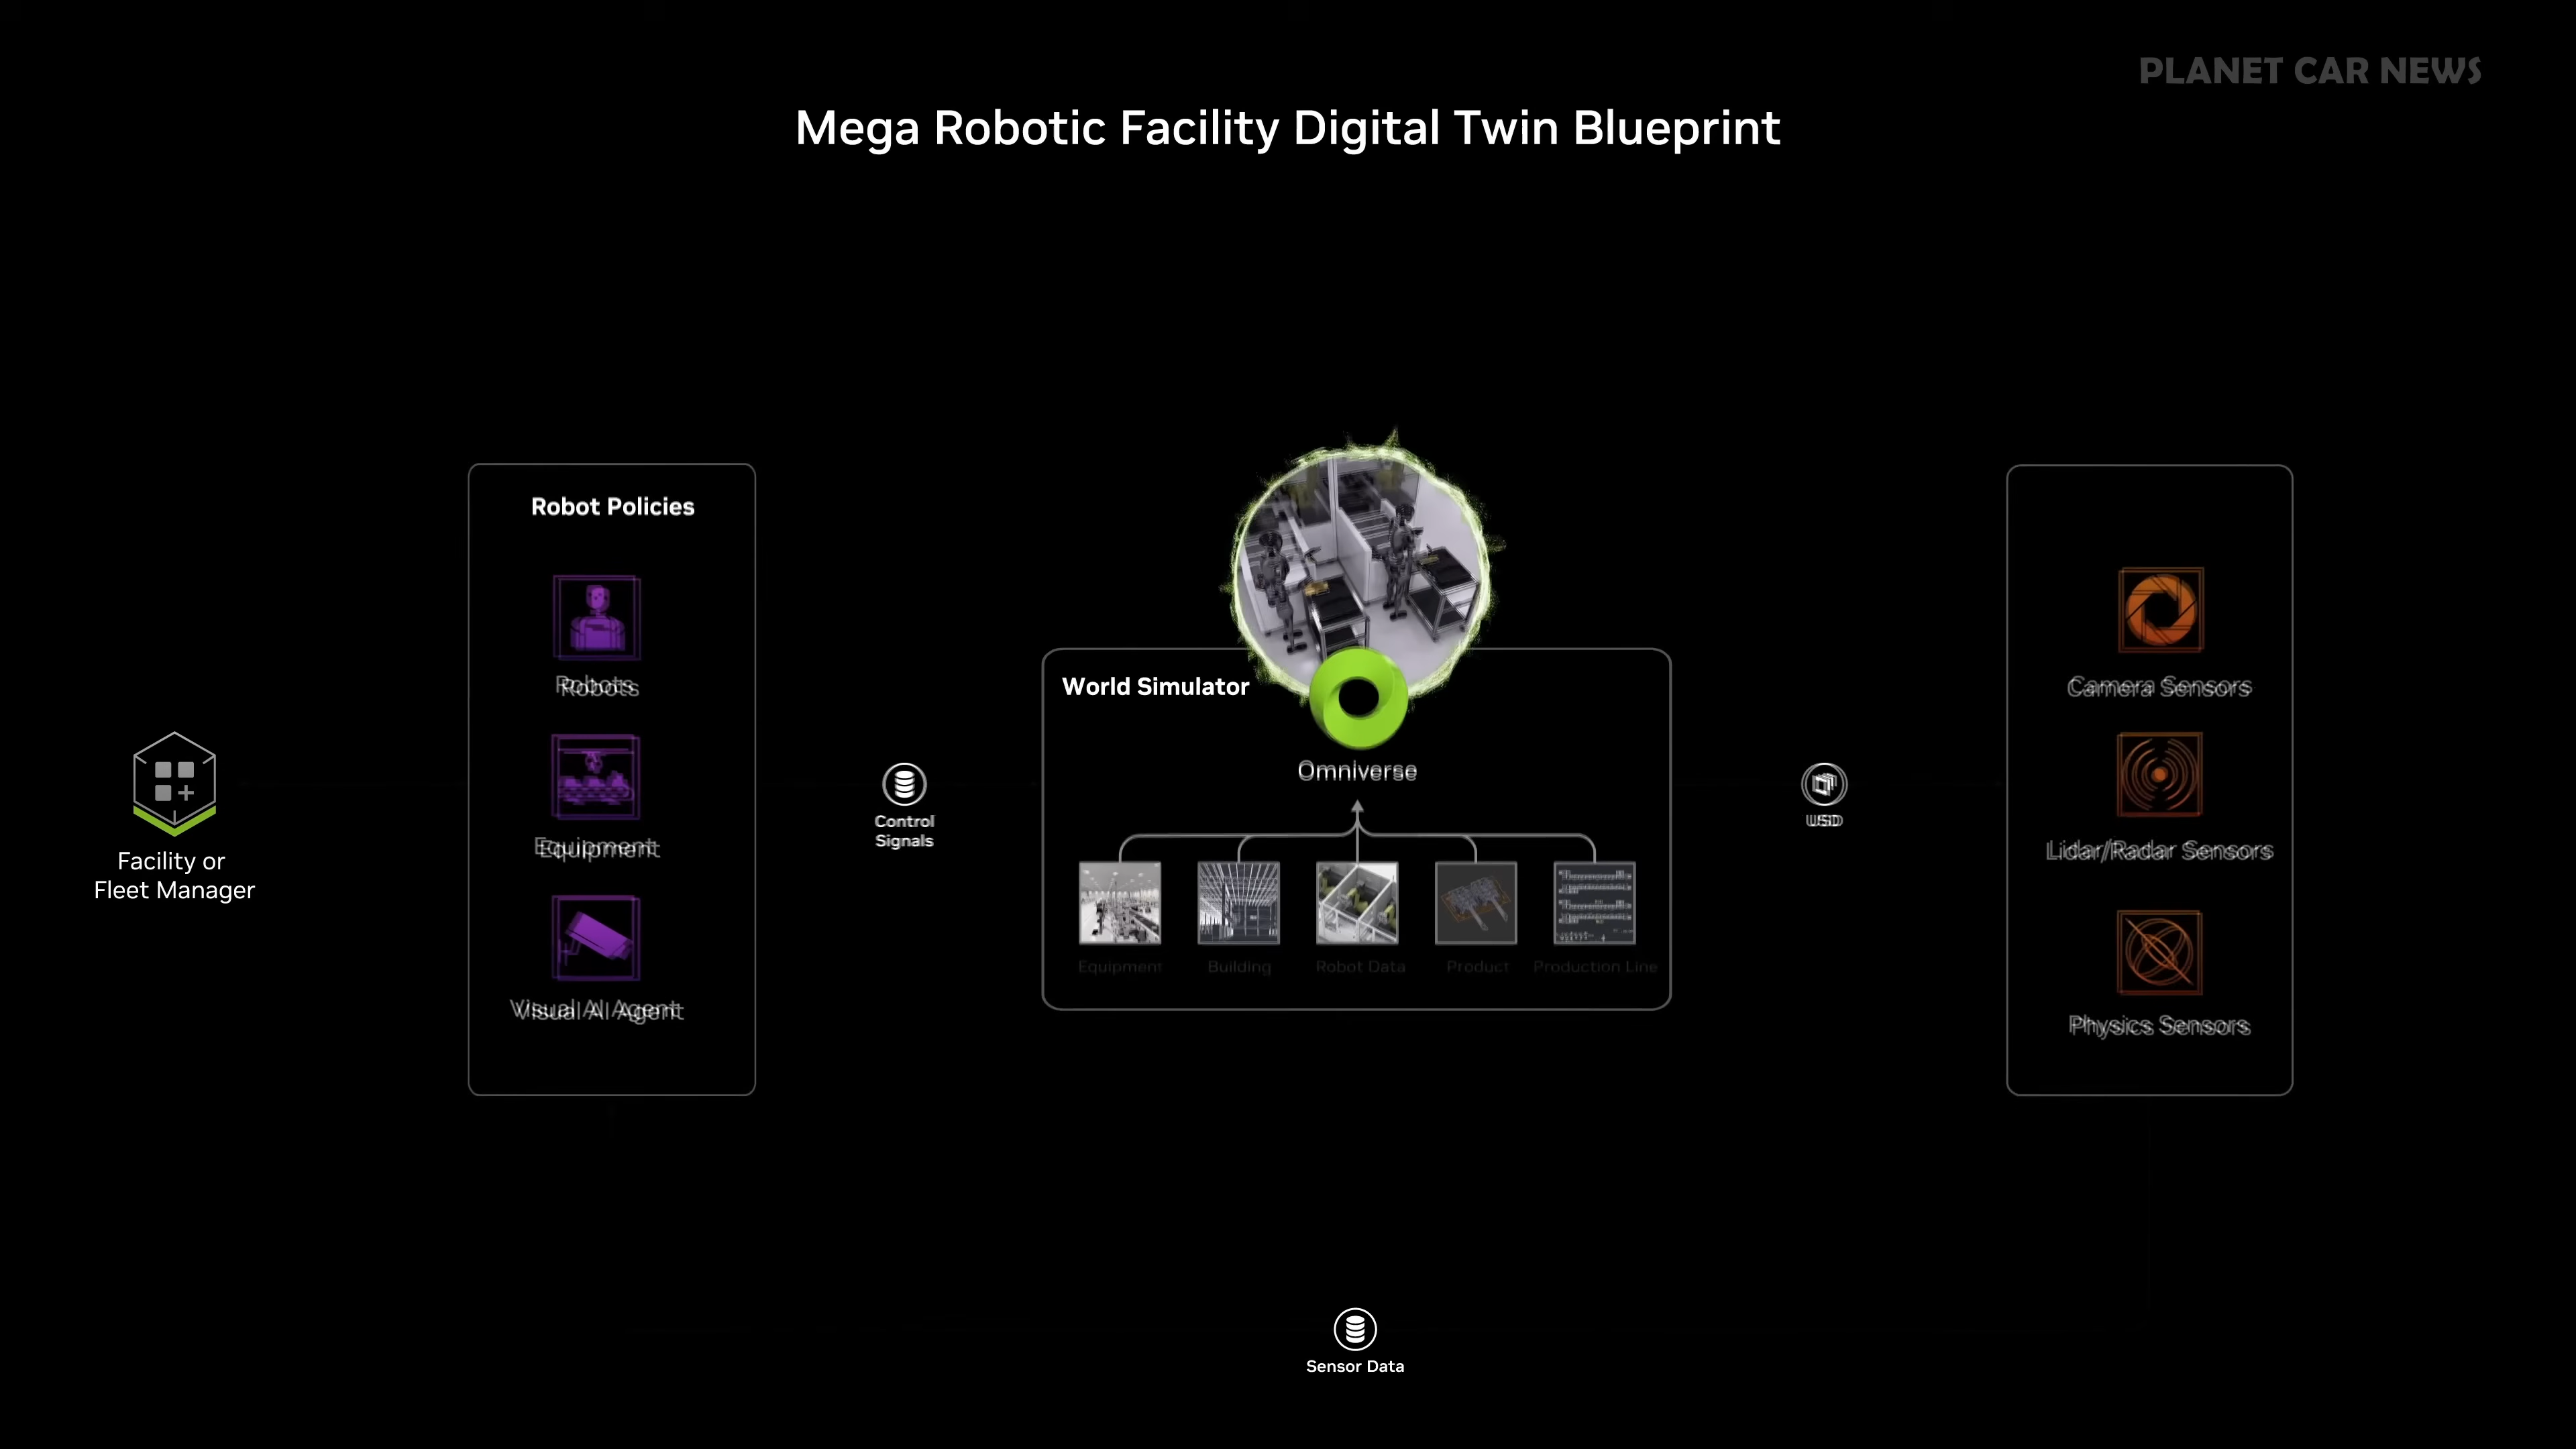 PLANET CAR NEWS
Mega Robotic Facility Digital Twin Blueprint
Facility or
Fleet Manager
Robot Policies
Robots
Equipment
Visual AI Agent
Control
Signals
World Simulator
Omniverse
Equipment
Building
Robot Data
Product
Production Line
USD
Camera Sensors
Lidar/Radar Sensors
Physics Sensors
Sensor Data